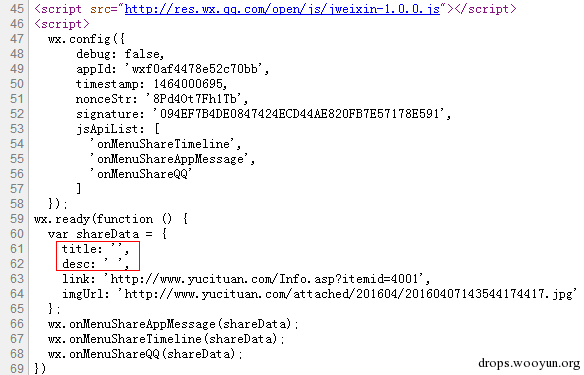 45 <script src="http://res.wx.qq.com/open/js/jweixin-1.0.0.js"></script>
46 <script>
47 wx.config({
48 debug: false,
49 appId: 'wxf0af4478e52c70bb',
50 timestamp: 1464000695,
51 nonceStr: '8Pd40t7Fh1Tb',
52 signature: '094EF7B4DE0847424ECD44AE820FB7E57178E591',
53 jsApiList: [
54 'onMenuShareTimeline',
55 'onMenuShareAppMessage',
56 'onMenuShareQQ'
57 ]
58 });
59 wx.ready(function () {
60 var shareData = {
61 title: '',
62 desc: ' ',
63 link: 'http://www.yucituan.com/Info.asp?itemid=4001',
64 imgUrl: 'http://www.yucituan.com/attached/201604/20160407143544174417.jpg'
65 };
66 wx.onMenuShareAppMessage(shareData);
67 wx.onMenuShareTimeline(shareData);
68 wx.onMenuShareQQ(shareData);
69 })
drops.wooyun.org